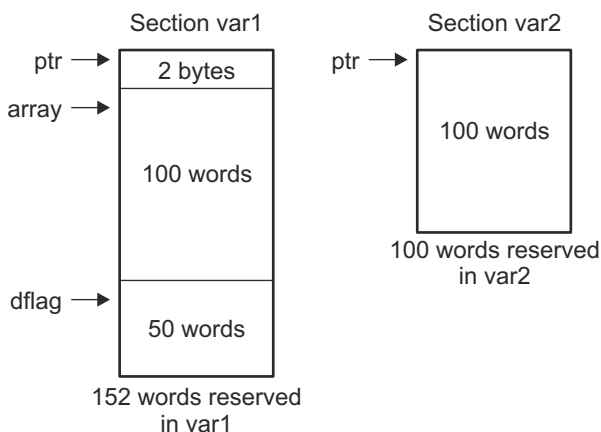 Section var1
ptr
2 bytes
array
100 words
dflag
50 words
152 words reserved
in var1
Section var2
ptr
100 words
100 words reserved
in var2